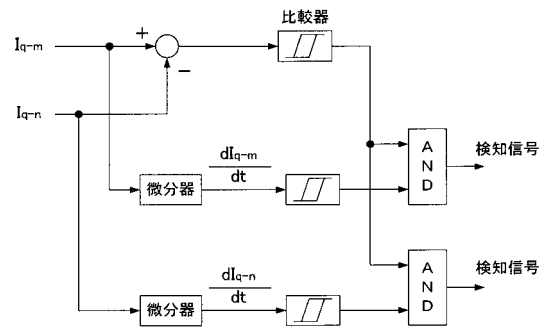 比較器
Iq-m
+
−
Iq-n
AND
検知信号
dIq-m
dt
微分器
AND
検知信号
dIq-n
dt
微分器